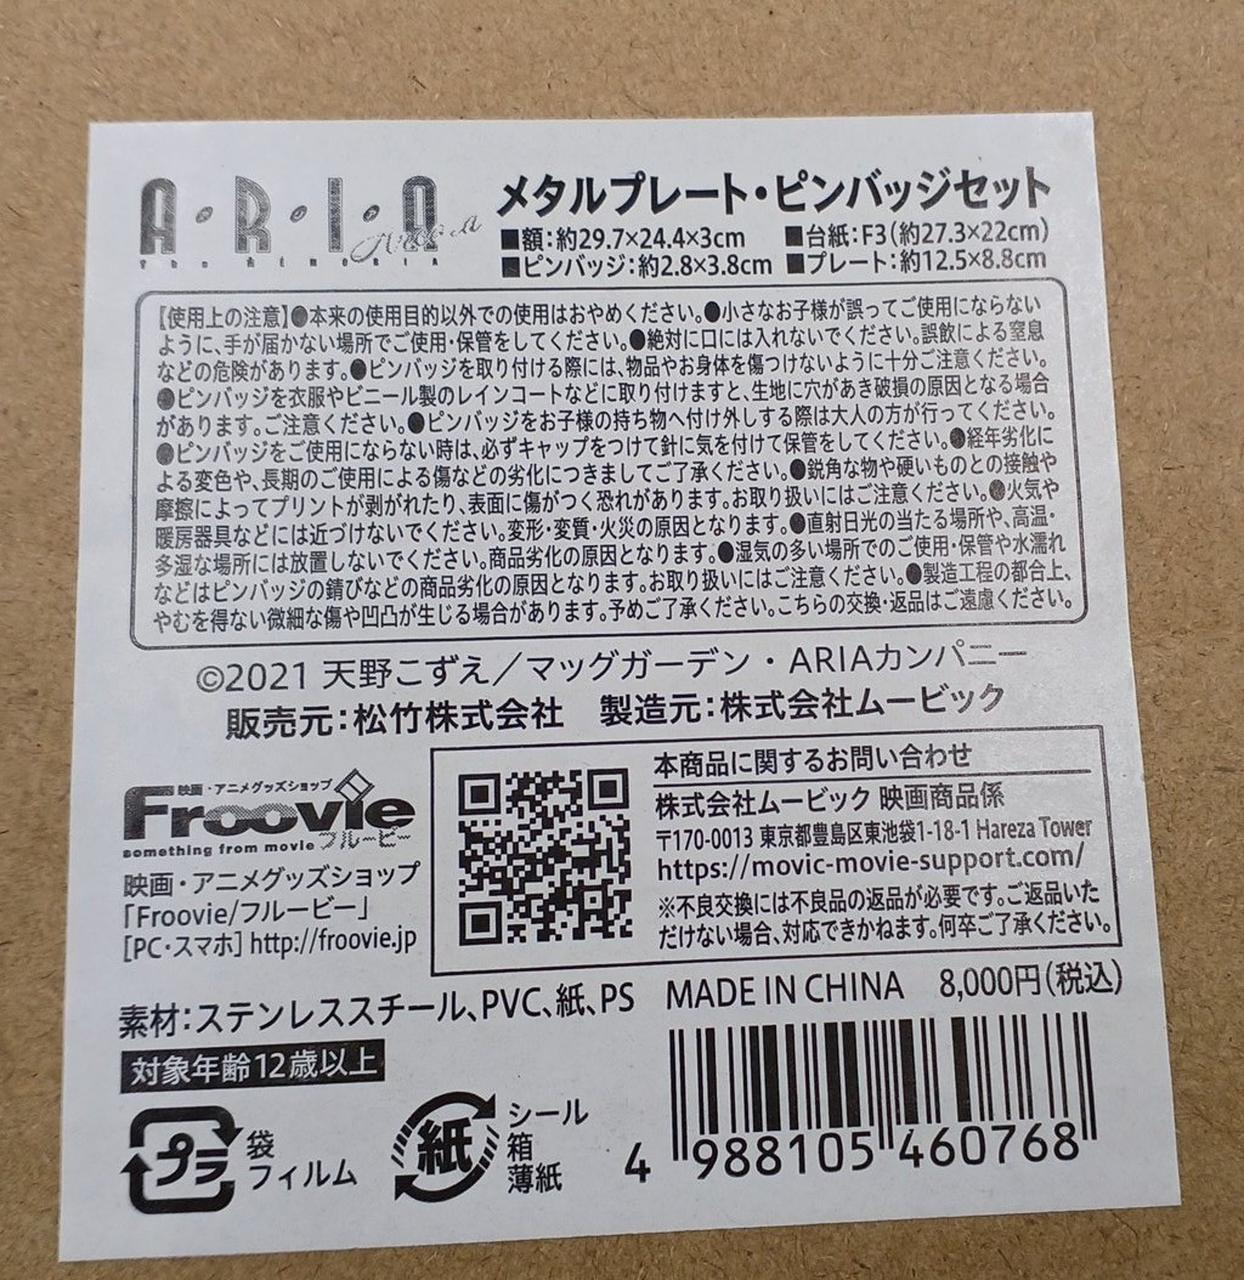 A・R・I・A
The MEMORIA
メタルプレート・ピンバッジセット
■額：約29.7×24.4×3cm　■台紙：F3（約27.3×22cm）
■ピンバッジ：約2.8×3.8cm　■プレート：約12.5×8.8cm
【使用上の注意】●本来の使用目的以外での使用はおやめください。●小さなお子様が誤ってご使用にならない
ように、手が届かない場所でご使用・保管をしてください。●絶対に口には入れないでください。誤飲による窒息
などの危険があります。●ピンバッジを取り付ける際には、物品やお身体を傷つけないように十分ご注意ください。
●ピンバッジを衣服やビニール製のレインコートなどに取り付けますと、生地に穴があき破損の原因となる場合
があります。ご注意ください。●ピンバッジをお子様の持ち物へ付け外しする際は大人の方が行ってください。
●ピンバッジをご使用にならない時は、必ずキャップをつけて針に気を付けて保管をしてください。●経年劣化に
よる変色や、長期のご使用による傷などの劣化につきましてご了承ください。●鋭角な物や硬いものとの接触や
摩擦によってプリントが剥がれたり、表面に傷がつく恐れがあります。お取り扱いにはご注意ください。●火気や
暖房器具などには近づけないでください。変形・変質・火災の原因となります。●直射日光の当たる場所や、高温・
多湿な場所には放置しないでください。商品劣化の原因となります。●湿気の多い場所でのご使用・保管や水濡れ
などはピンバッジの錆びなどの商品劣化の原因となります。お取り扱いにはご注意ください。●製造工程の都合上、
やむを得ない微細な傷や凹凸が生じる場合があります。予めご了承ください。こちらの交換・返品はご遠慮ください。
©2021 天野こずえ／マッグガーデン・ARIAカンパニー
販売元：松竹株式会社　製造元：株式会社ムービック
映画・アニメグッズショップ
Froovie
something from movie フルービー
映画・アニメグッズショップ
「Froovie/フルービー」
[PC・スマホ] http://froovie.jp
本商品に関するお問い合わせ
株式会社ムービック 映画商品係
〒170-0013 東京都豊島区東池袋1-18-1 Hareza Tower
https://movic-movie-support.com/
※不良交換には不良品の返品が必要です。ご返品いた
だけない場合、対応できかねます。何卒ご了承ください。
素材：ステンレススチール、PVC、紙、PS　MADE IN CHINA　8,000円（税込）
対象年齢12歳以上
プラ
袋
フィルム
紙
シール
箱
薄紙
4 988105 460768